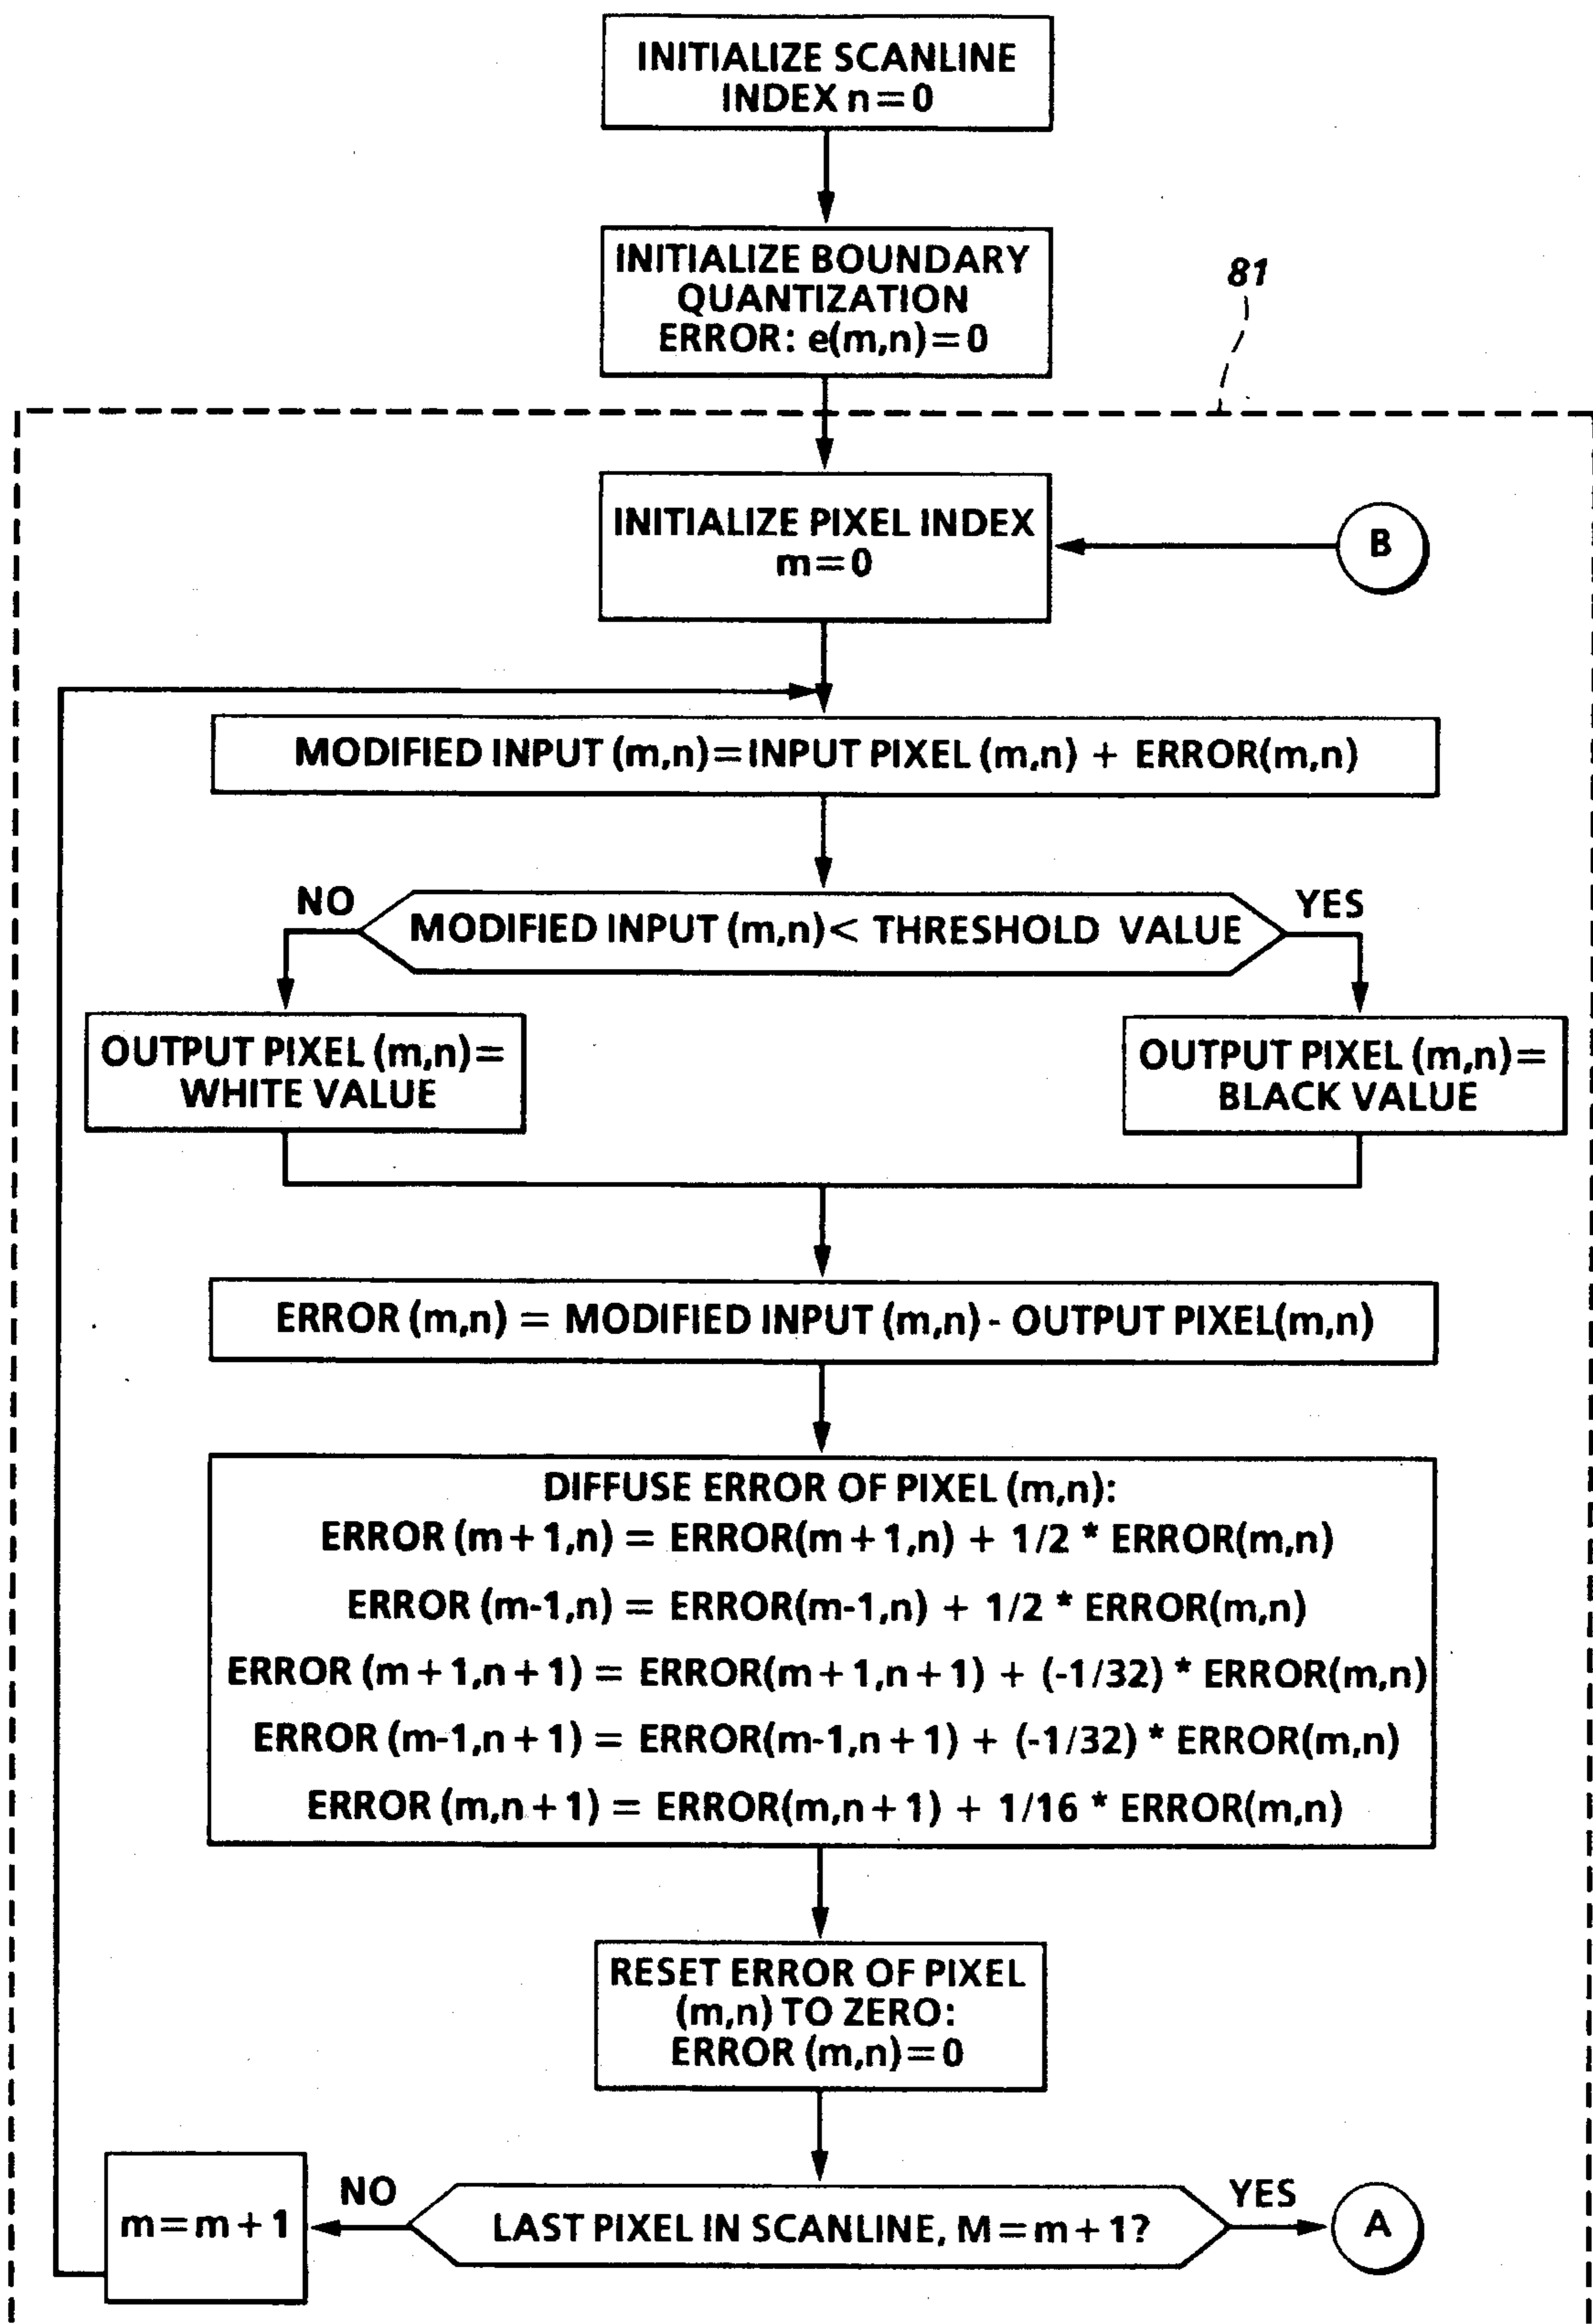 INITIALIZE SCANLINE
INDEX n=0
INITIALIZE BOUNDARY
QUANTIZATION
ERROR: e(m,n)=0
81
INITIALIZE PIXEL INDEX
m=0
B
MODIFIED INPUT (m,n)=INPUT PIXEL (m,n) + ERROR(m,n)
NO
MODIFIED INPUT (m,n)< THRESHOLD VALUE
YES
OUTPUT PIXEL (m,n)=
WHITE VALUE
OUTPUT PIXEL (m,n)=
BLACK VALUE
ERROR (m,n) = MODIFIED INPUT (m,n) - OUTPUT PIXEL(m,n)
DIFFUSE ERROR OF PIXEL (m,n):
ERROR (m+1,n) = ERROR(m+1,n) + 1/2 * ERROR(m,n)
ERROR (m-1,n) = ERROR(m-1,n) + 1/2 * ERROR(m,n)
ERROR (m+1,n+1) = ERROR(m+1,n+1) + (-1/32) * ERROR(m,n)
ERROR (m-1,n+1) = ERROR(m-1,n+1) + (-1/32) * ERROR(m,n)
ERROR (m,n+1) = ERROR(m,n+1) + 1/16 * ERROR(m,n)
RESET ERROR OF PIXEL
(m,n) TO ZERO:
ERROR (m,n)=0
m=m+1
NO
LAST PIXEL IN SCANLINE, M=m+1?
YES
A